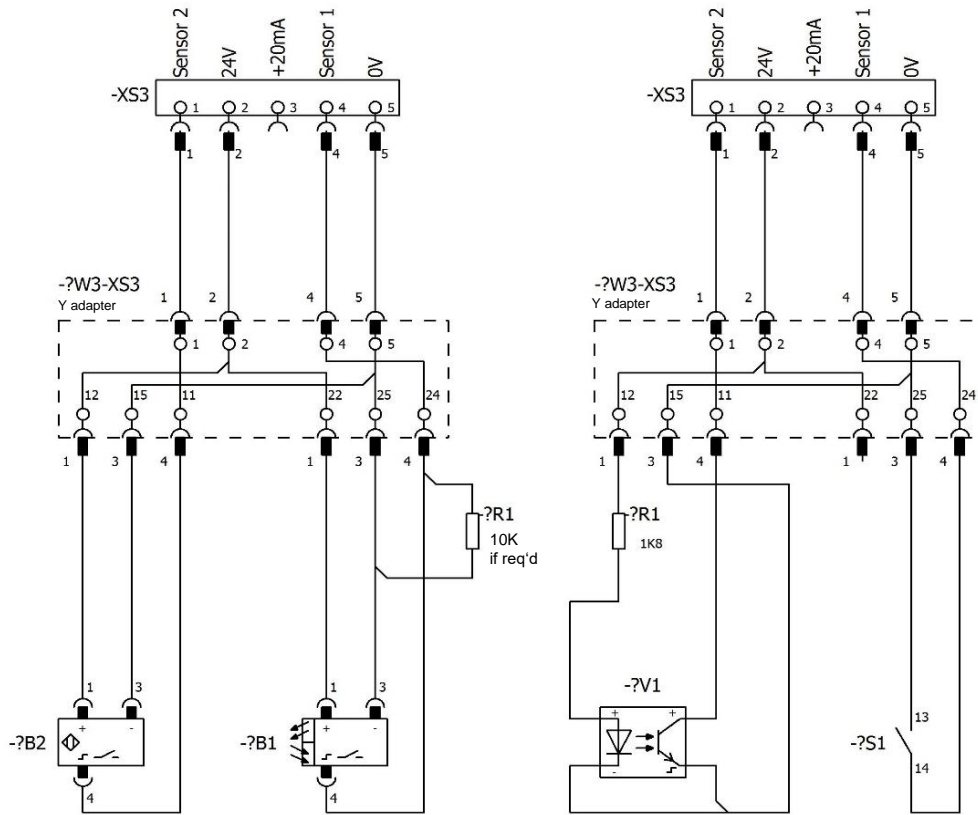 Sensor 2
24V
+20mA
Sensor 1
0V
-XS3
1 2 3 4 5
1 2 4 5
-?W3-XS3
Y adapter
1 2 4 5
1 2 4 5
12 15 11 22 25 24
1 3 4 1 3 4
-?R1
10K
if req‘d
1 3 1 3
-?B2
+ -
4
-?B1
+ -
4
Sensor 2
24V
+20mA
Sensor 1
0V
-XS3
1 2 3 4 5
1 2 4 5
-?W3-XS3
Y adapter
1 2 4 5
1 2 4 5
12 15 11 22 25 24
1 3 4 1 3 4
-?R1
1K8
-?V1
+ +
- -
13
-?S1
14